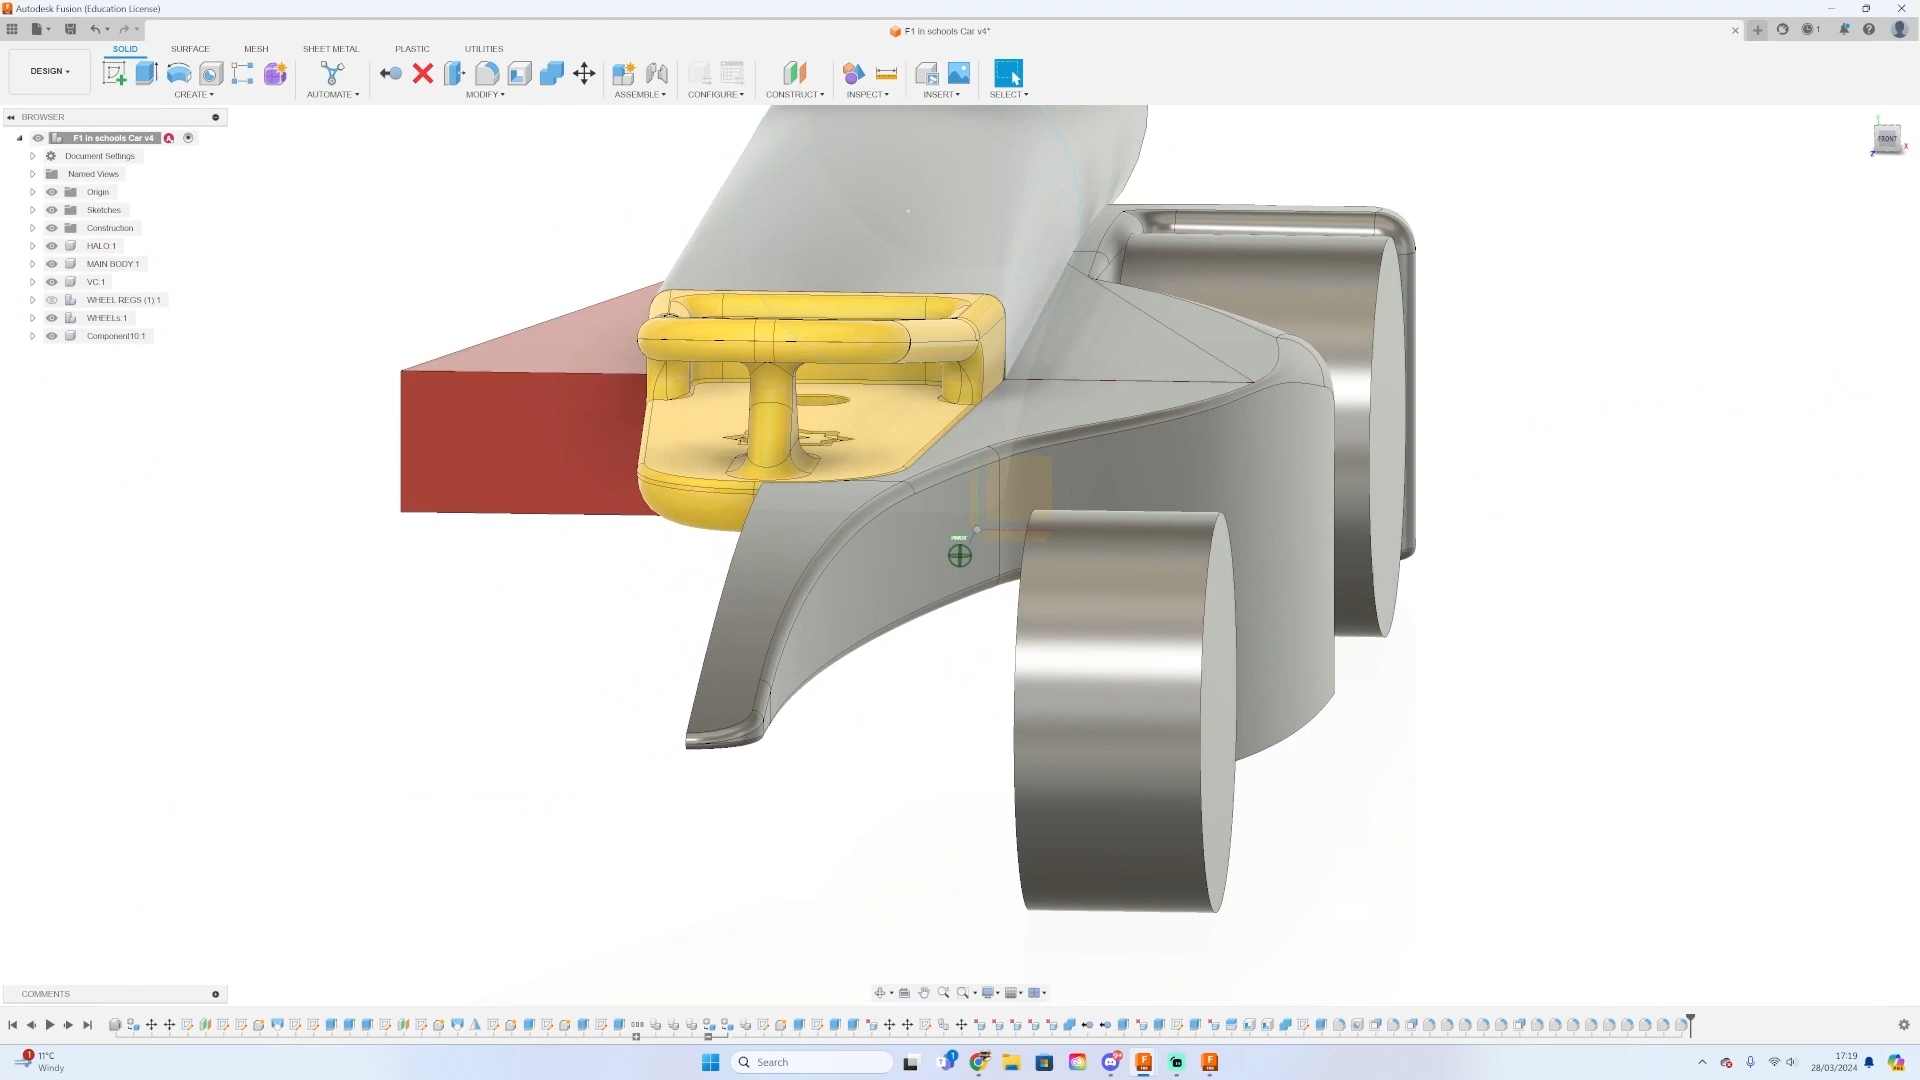 Autodesk Fusion (Education License)
F1 in schools Car v4*
1
SOLID SURFACE MESH SHEET METAL PLASTIC UTILITIES
DESIGN
CREATE AUTOMATE MODIFY ASSEMBLE CONFIGURE CONSTRUCT INSPECT INSERT SELECT
BROWSER
F1 in schools Car v4
A
Document Settings
Named Views
Origin
Sketches
Construction
HALO:1
MAIN BODY:1
VC:1
WHEEL REGS (1):1
WHEELs:1
Component10:1
Y
FRONT
X
Z
PIVOT
COMMENTS
1
11°C
Windy
Search
17:19
28/03/2024